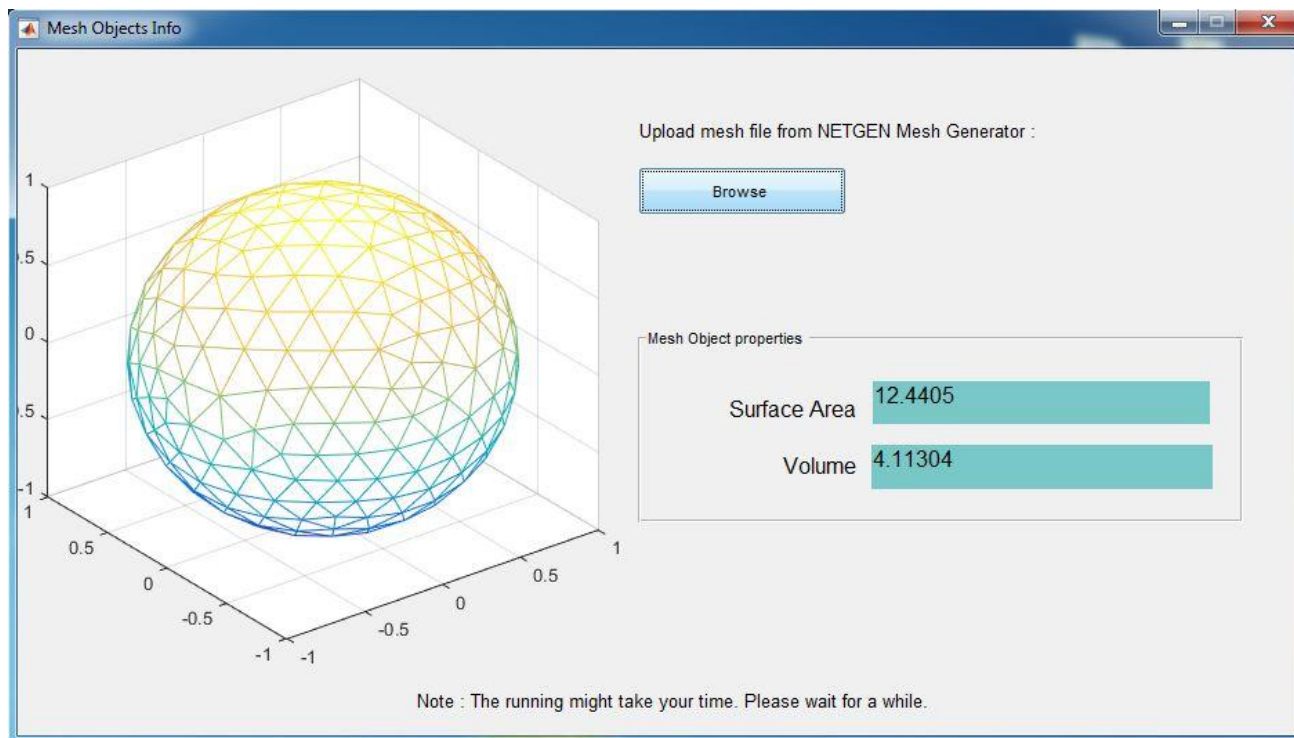 Mesh Objects Info
Upload mesh file from NETGEN Mesh Generator :
Browse
1
.5
0
.5
-1
1
0.5
0
-0.5
-1
-1
-0.5
0
0.5
1
Mesh Object properties
Surface Area 12.4405
Volume 4.11304
Note : The running might take your time. Please wait for a while.